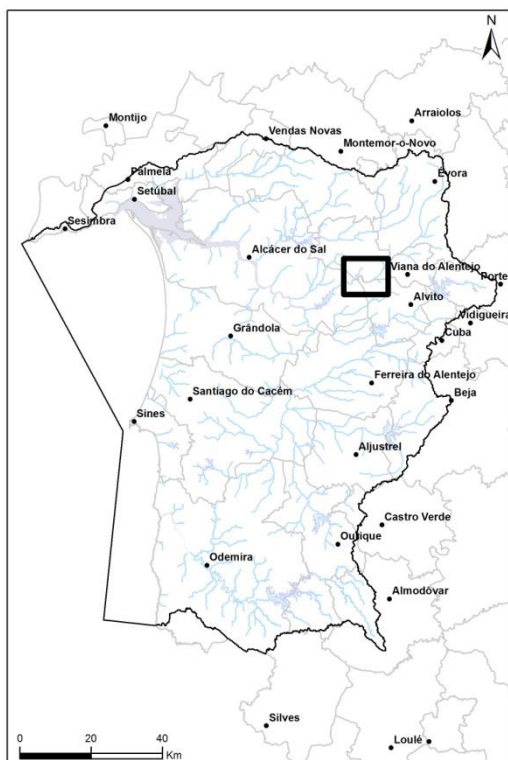 N
Montijo
Arraiolos
Vendas Novas
Montemor-o-Novo
Palmela
Évora
Setúbal
Sesimbra
Alcácer do Sal
Viana do Alentejo
Portel
Alvito
Vidigueira
Grândola
Cuba
Ferreira do Alentejo
Santiago do Cacém
Beja
Sines
Aljustrel
Castro Verde
Ourique
Odemira
Almodôvar
Silves
Loulé
0 20 40
Km